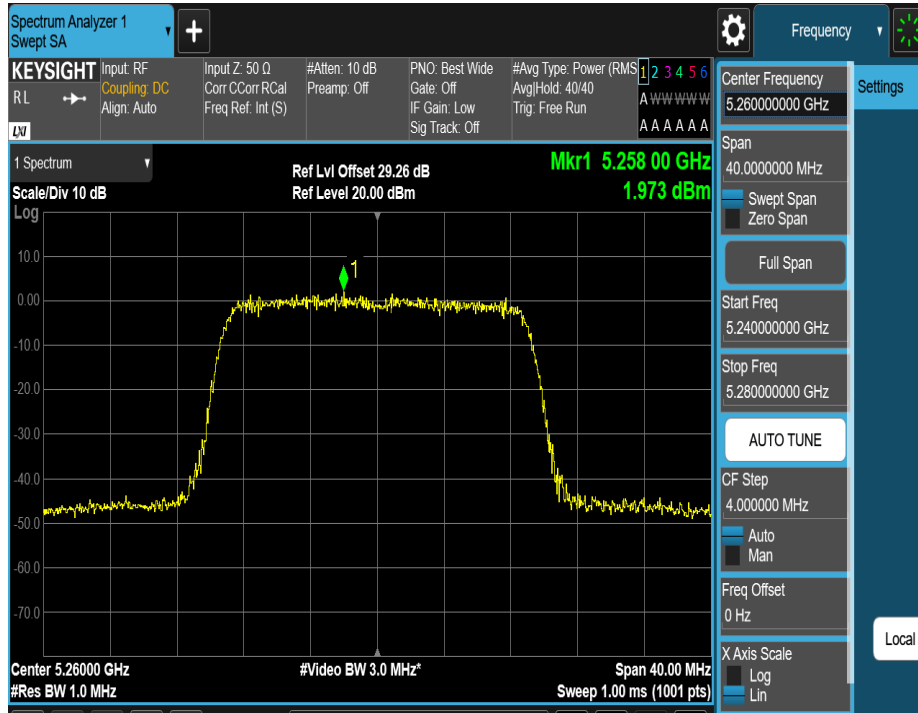 Spectrum Analyzer 1
Swept SA
+
Frequency
KEYSIGHT
R L
LXI
Input: RF
Coupling: DC
Align: Auto
Input Z: 50 Ω
Corr CCorr RCal
Freq Ref: Int (S)
#Atten: 10 dB
Preamp: Off
PNO: Best Wide
Gate: Off
IF Gain: Low
Sig Track: Off
#Avg Type: Power (RMS
Avg|Hold: 40/40
Trig: Free Run
1 2 3 4 5 6
A W W W W W
A A A A A A
1 Spectrum
Scale/Div 10 dB
Log
Ref Lvl Offset 29.26 dB
Ref Level 20.00 dBm
Mkr1 5.258 00 GHz
1.973 dBm
1
10.0
0.00
-10.0
-20.0
-30.0
-40.0
-50.0
-60.0
-70.0
Center 5.26000 GHz
#Res BW 1.0 MHz
#Video BW 3.0 MHz*
Span 40.00 MHz
Sweep 1.00 ms (1001 pts)
Center Frequency
5.260000000 GHz
Span
40.0000000 MHz
Swept Span
Zero Span
Full Span
Start Freq
5.240000000 GHz
Stop Freq
5.280000000 GHz
AUTO TUNE
CF Step
4.000000 MHz
Auto
Man
Freq Offset
0 Hz
X Axis Scale
Log
Lin
Settings
Local